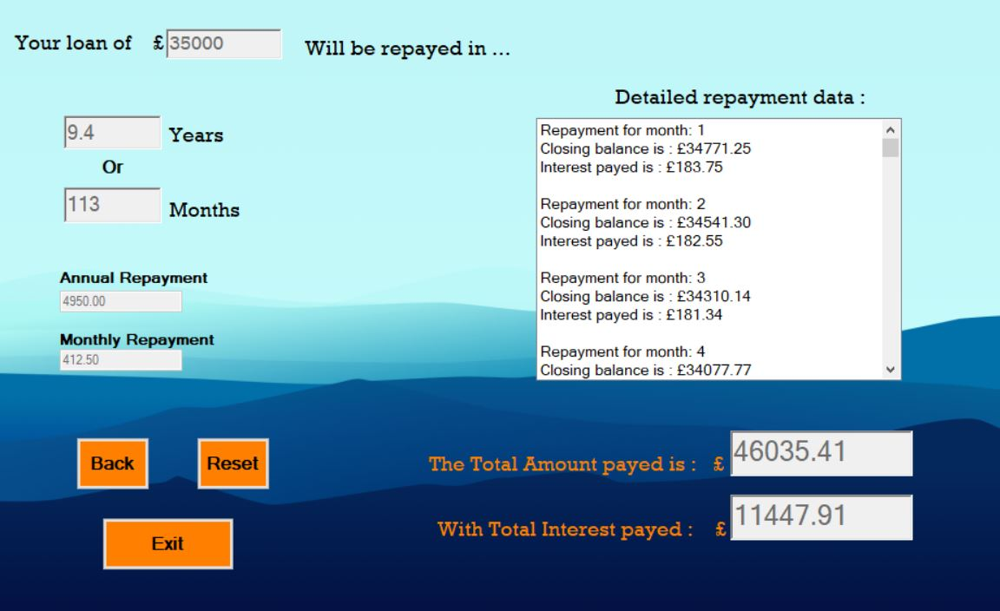 Your loan of £ 35000 Will be repayed in ...
9.4 Years
Or
113 Months
Annual Repayment
4950.00
Monthly Repayment
412.50
Detailed repayment data :
Repayment for month: 1
Closing balance is : £34771.25
Interest payed is : £183.75
Repayment for month: 2
Closing balance is : £34541.30
Interest payed is : £182.55
Repayment for month: 3
Closing balance is : £34310.14
Interest payed is : £181.34
Repayment for month: 4
Closing balance is : £34077.77
Back Reset
Exit
The Total Amount payed is : £ 46035.41
With Total Interest payed : £ 11447.91